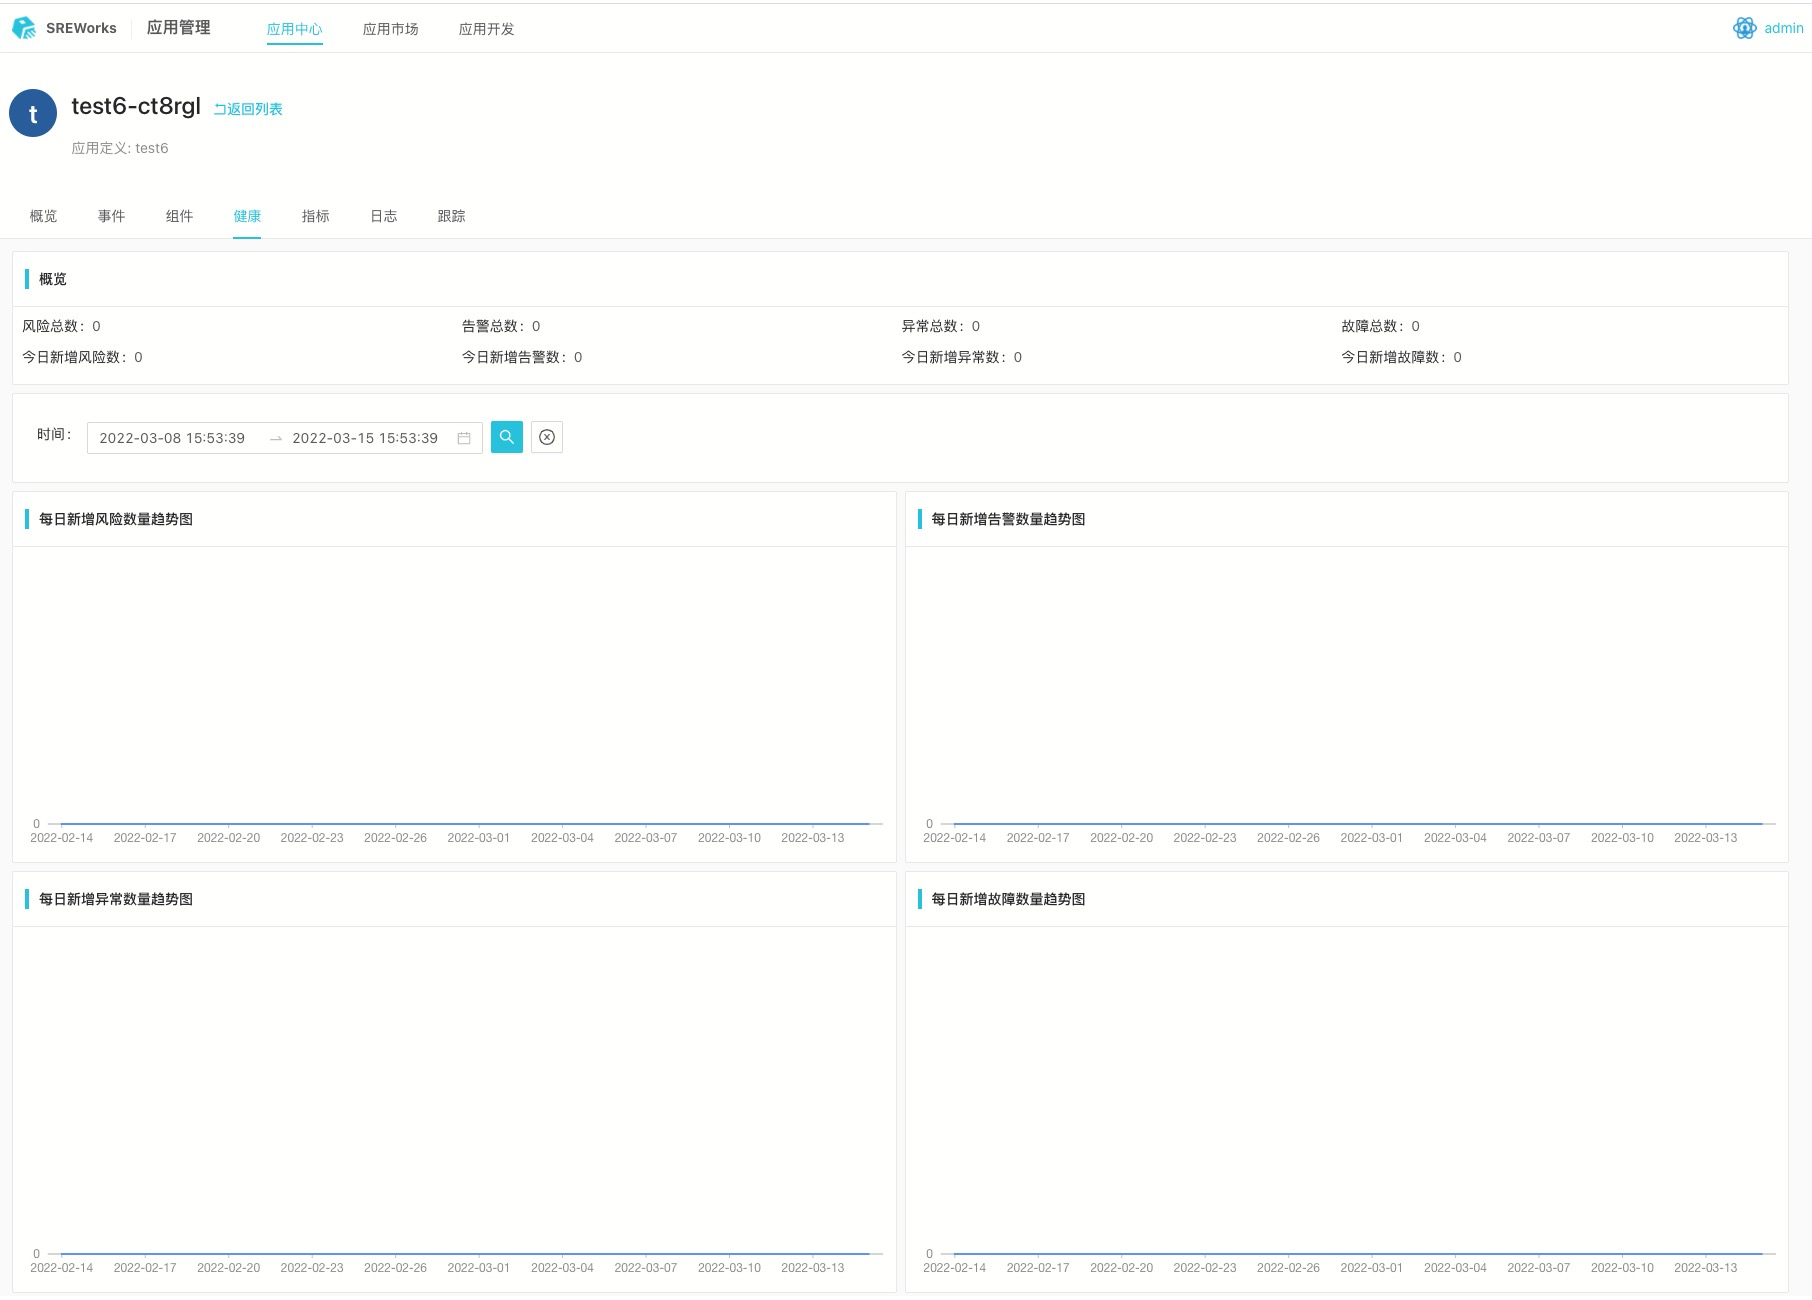 SREWorks 应用管理 应用中心 应用市场 应用开发 admin
t test6-ct8rgl 返回列表
应用定义: test6
概览 事件 组件 健康 指标 日志 跟踪
概览
风险总数: 0 告警总数: 0 异常总数: 0 故障总数: 0
今日新增风险数: 0 今日新增告警数: 0 今日新增异常数: 0 今日新增故障数: 0
时间: 2022-03-08 15:53:39 → 2022-03-15 15:53:39
每日新增风险数量趋势图
0
2022-02-14 2022-02-17 2022-02-20 2022-02-23 2022-02-26 2022-03-01 2022-03-04 2022-03-07 2022-03-10 2022-03-13
每日新增告警数量趋势图
0
2022-02-14 2022-02-17 2022-02-20 2022-02-23 2022-02-26 2022-03-01 2022-03-04 2022-03-07 2022-03-10 2022-03-13
每日新增异常数量趋势图
0
2022-02-14 2022-02-17 2022-02-20 2022-02-23 2022-02-26 2022-03-01 2022-03-04 2022-03-07 2022-03-10 2022-03-13
每日新增故障数量趋势图
0
2022-02-14 2022-02-17 2022-02-20 2022-02-23 2022-02-26 2022-03-01 2022-03-04 2022-03-07 2022-03-10 2022-03-13